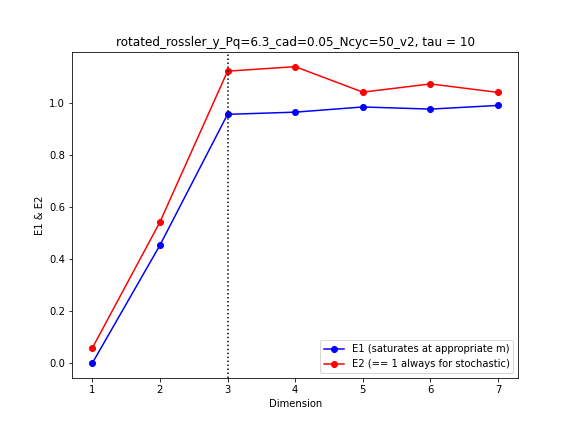 rotated_rossler_y_Pq=6.3_cad=0.05_Ncyc=50_v2, tau = 10
1.0
0.8
0.6
0.4
0.2
0.0
E1 & E2
E1 (saturates at appropriate m)
E2 (== 1 always for stochastic)
1 2 3 4 5 6 7
Dimension